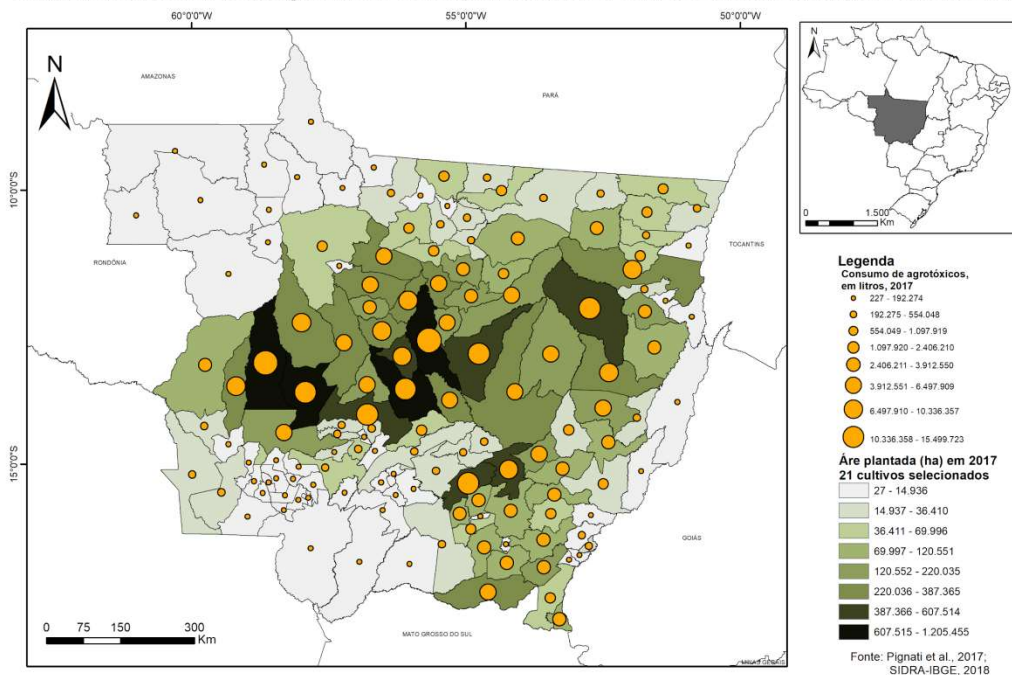 60°0'0"W
55°0'0"W
50°0'0"W
N
AMAZONAS
PARÁ
10°0'0"S
TOCANTINS
RONDÔNIA
15°0'0"S
GOIÁS
MATO GROSSO DO SUL
MINAS GERAIS
0 75 150 300
Km
N
0 1.500
Km
Legenda
Consumo de agrotóxicos,
em litros, 2017
227 - 192.274
192.275 - 554.048
554.049 - 1.097.919
1.097.920 - 2.406.210
2.406.211 - 3.912.550
3.912.551 - 6.497.909
6.497.910 - 10.336.357
10.336.358 - 15.499.723
Áre plantada (ha) em 2017
21 cultivos selecionados
27 - 14.936
14.937 - 36.410
36.411 - 69.996
69.997 - 120.551
120.552 - 220.035
220.036 - 387.365
387.366 - 607.514
607.515 - 1.205.455
Fonte: Pignati et al., 2017;
SIDRA-IBGE, 2018